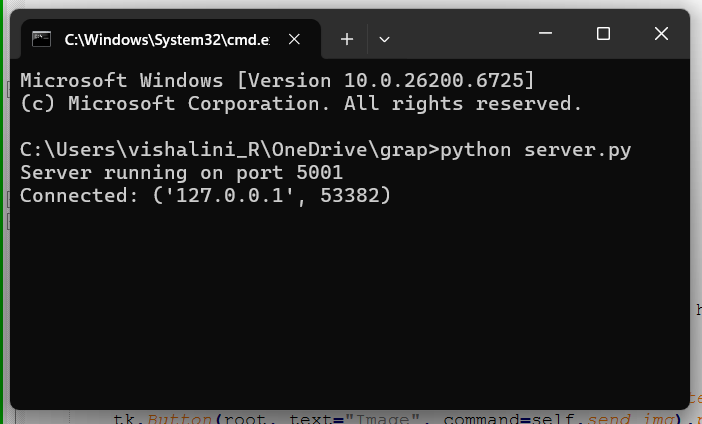 C:\Windows\System32\cmd.e
Microsoft Windows [Version 10.0.26200.6725]
(c) Microsoft Corporation. All rights reserved.
C:\Users\vishalini_R\OneDrive\grap>python server.py
Server running on port 5001
Connected: ('127.0.0.1', 53382)
tk.Button(root, text="Image", command=self.send_img).